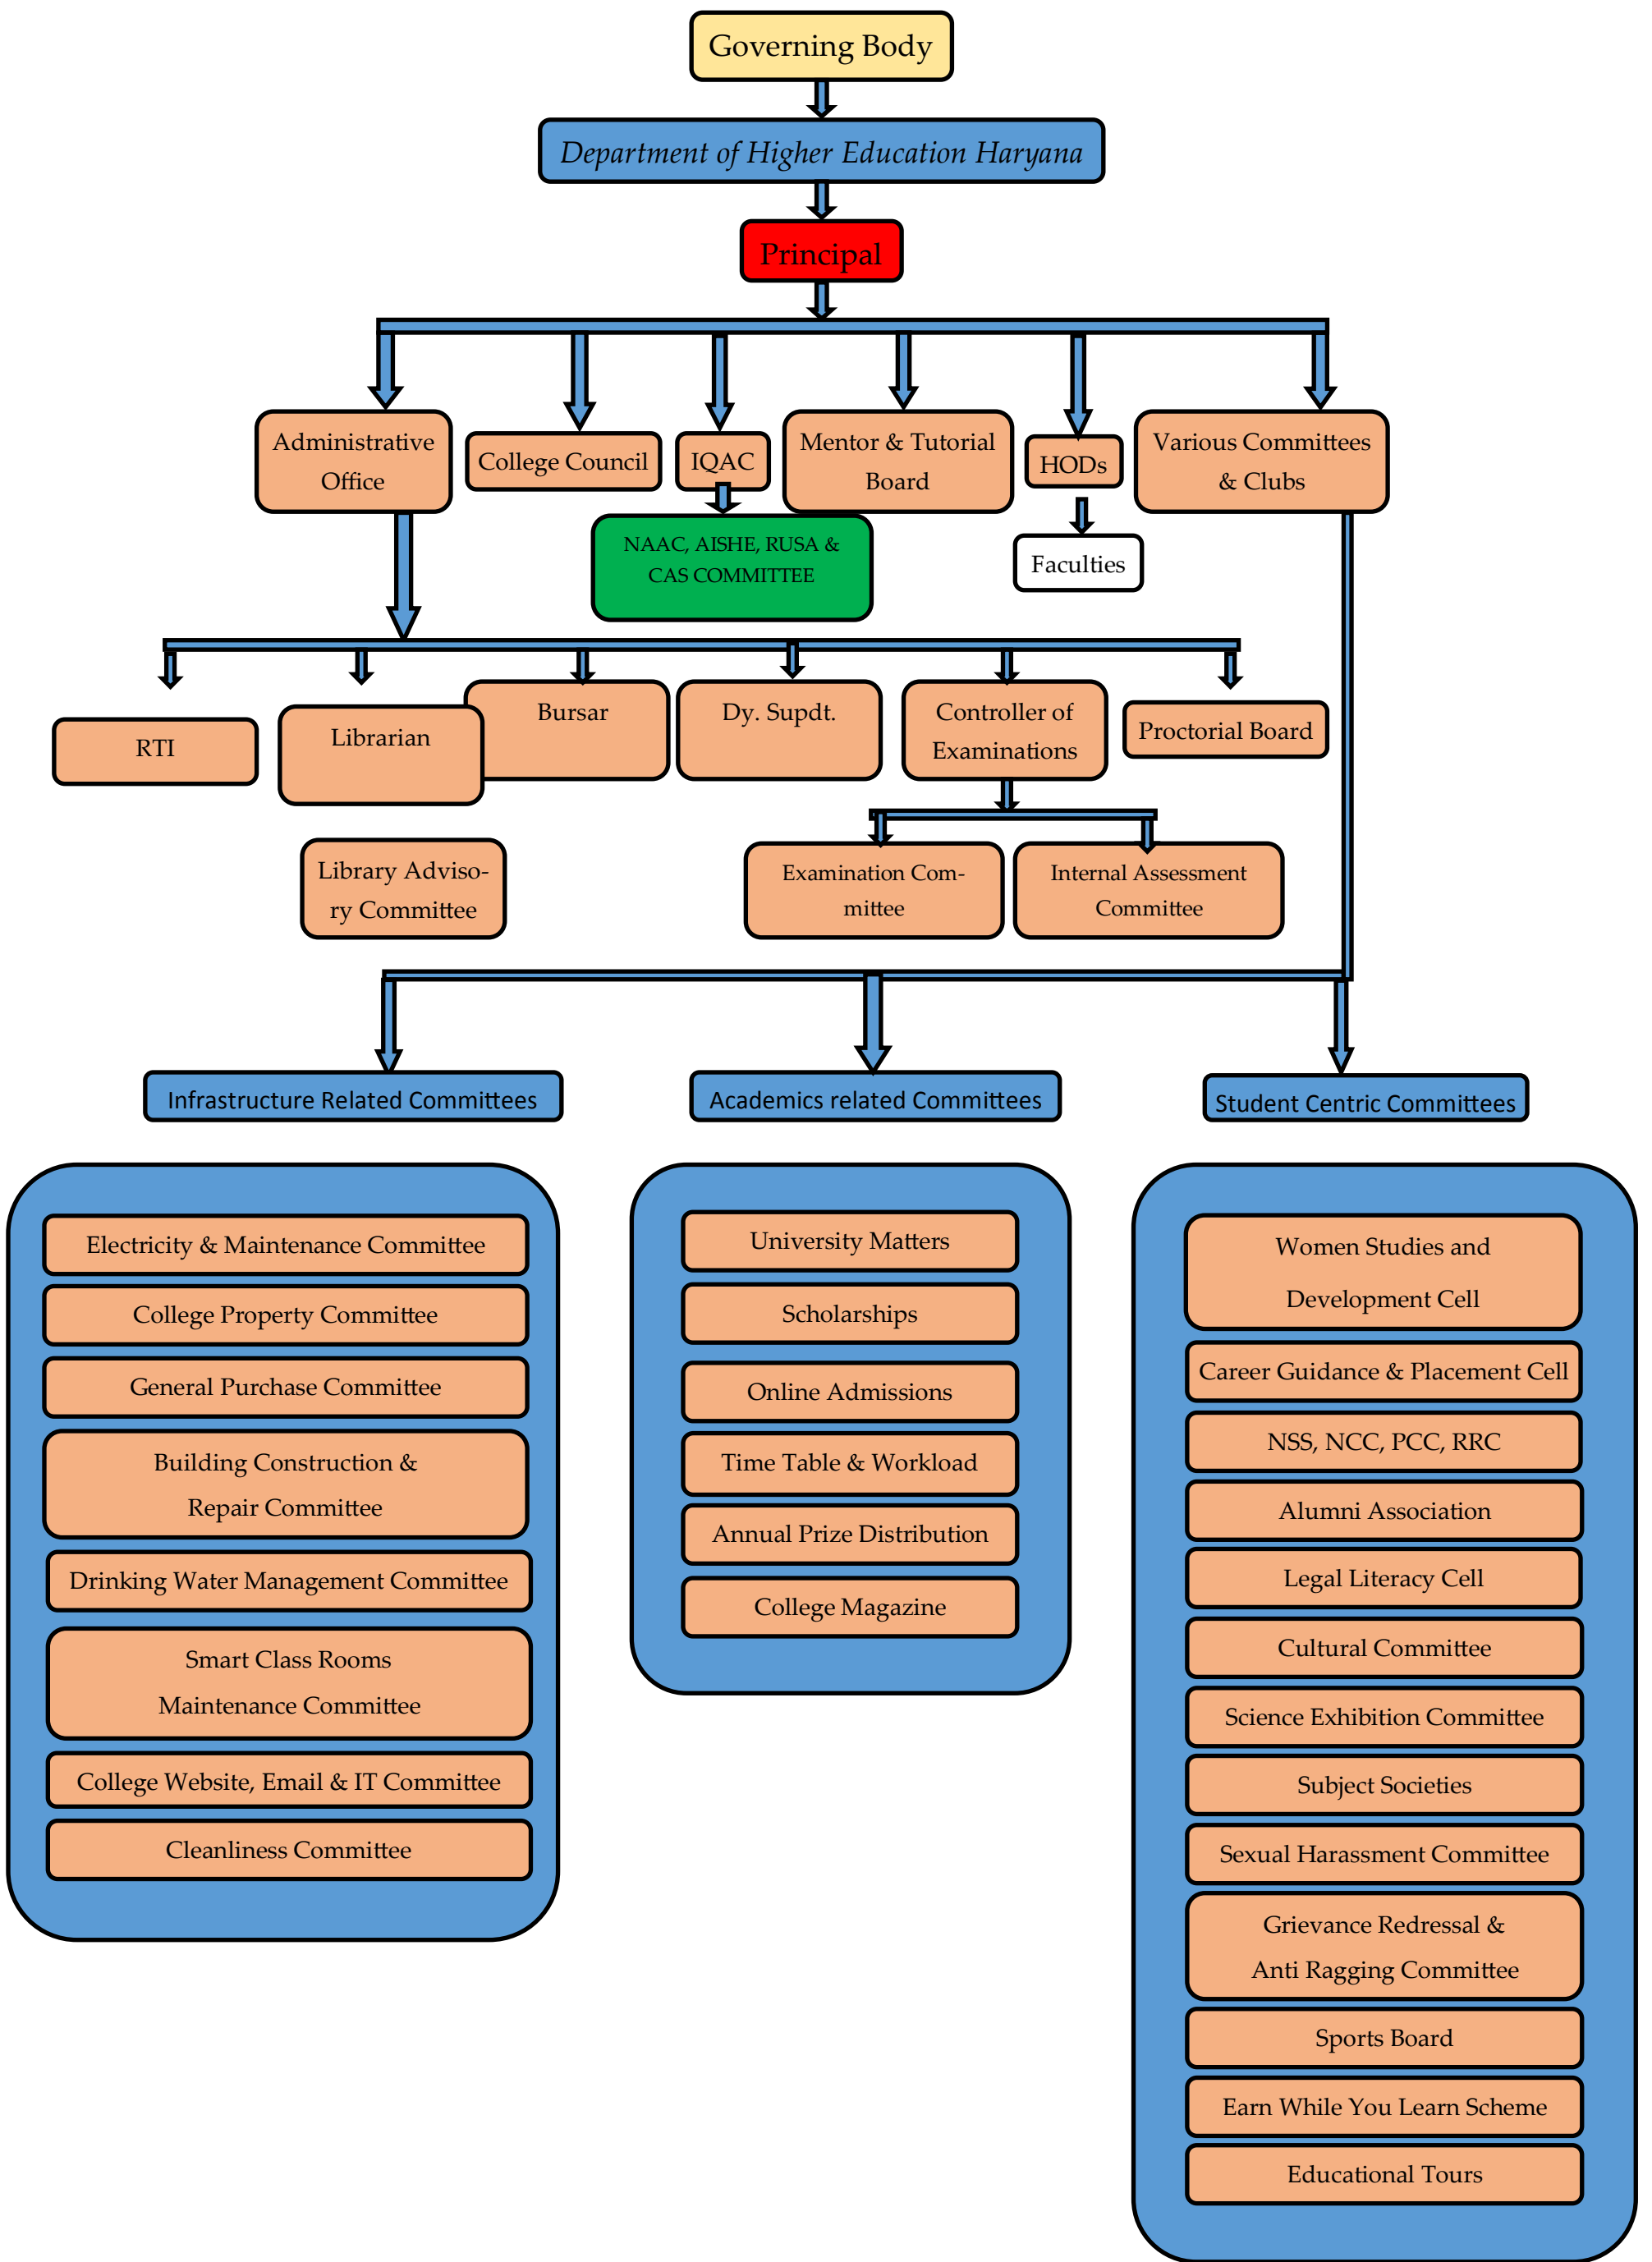 Governing Body
Department of Higher Education Haryana
Principal
Administrative
Office
College Council
IQAC
Mentor & Tutorial
Board
HODs
Various Committees
& Clubs
NAAC, AISHE, RUSA &
CAS COMMITTEE
Faculties
RTI
Librarian
Bursar
Dy. Supdt.
Controller of
Examinations
Proctorial Board
Library Adviso-
ry Committee
Examination Com-
mittee
Internal Assessment
Committee
Infrastructure Related Committees
Academics related Committees
Student Centric Committees
Electricity & Maintenance Committee
College Property Committee
General Purchase Committee
Building Construction &
Repair Committee
Drinking Water Management Committee
Smart Class Rooms
Maintenance Committee
College Website, Email & IT Committee
Cleanliness Committee
University Matters
Scholarships
Online Admissions
Time Table & Workload
Annual Prize Distribution
College Magazine
Women Studies and
Development Cell
Career Guidance & Placement Cell
NSS, NCC, PCC, RRC
Alumni Association
Legal Literacy Cell
Cultural Committee
Science Exhibition Committee
Subject Societies
Sexual Harassment Committee
Grievance Redressal &
Anti Ragging Committee
Sports Board
Earn While You Learn Scheme
Educational Tours